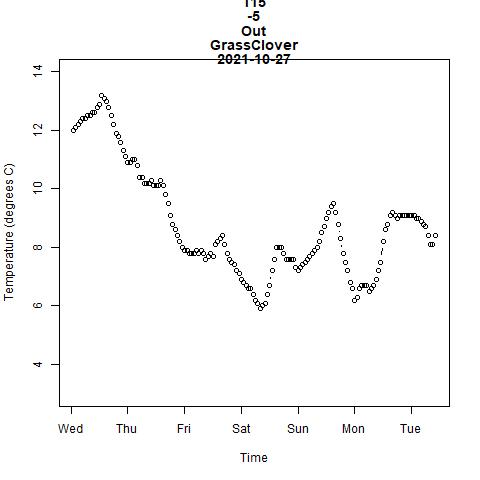 T15
-5
Out
GrassClover
2021-10-27
Temperature (degrees C)
14
12
10
8
6
4
Wed Thu Fri Sat Sun Mon Tue
Time